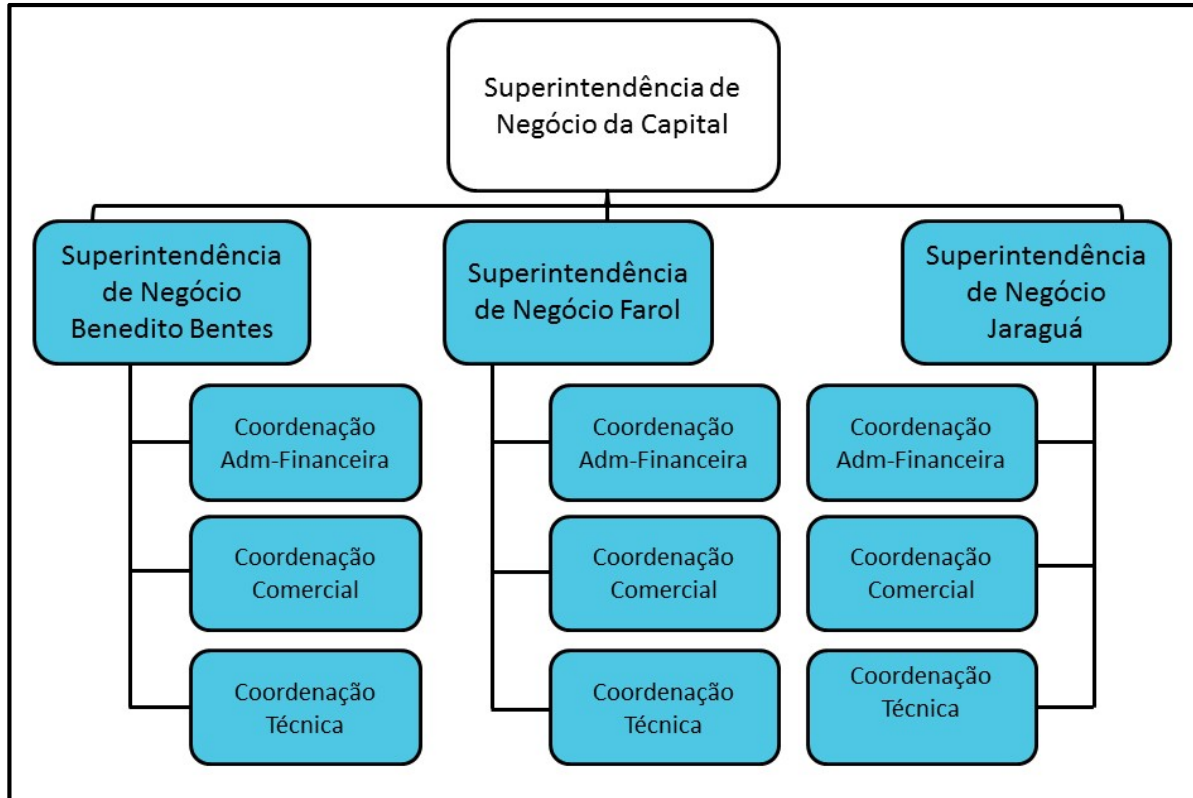 Superintendência de
Negócio da Capital
Superintendência
de Negócio
Benedito Bentes
Superintendência
de Negócio Farol
Superintendência
de Negócio
Jaraguá
Coordenação
Adm-Financeira
Coordenação
Adm-Financeira
Coordenação
Adm-Financeira
Coordenação
Comercial
Coordenação
Comercial
Coordenação
Comercial
Coordenação
Técnica
Coordenação
Técnica
Coordenação
Técnica